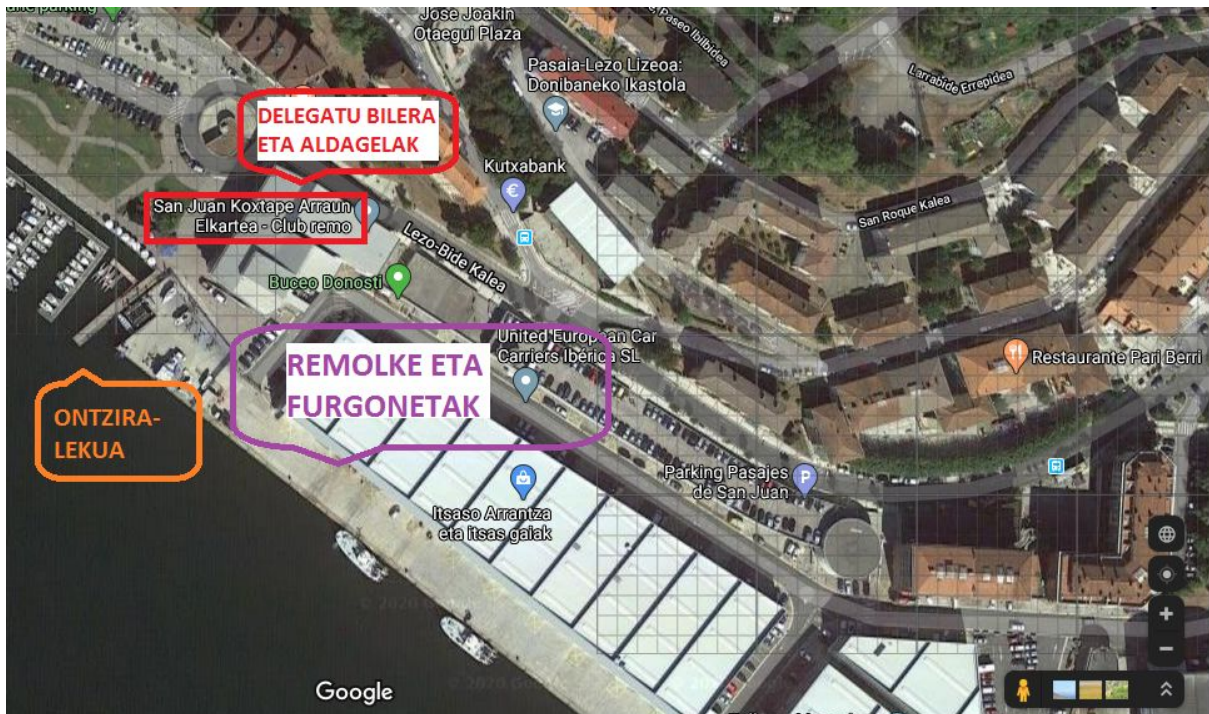 Jose Joakin
Otaegui Plaza
Paseo Ibilbidea
Pasaia-Lezo Lizeoa:
Donibaneko Ikastola
Larrabide Errepidea
DELEGATU BILERA
ETA ALDAGELAK
Kutxabank
San Juan Koxtape Arraun
Elkartea - Club remo
San Roque Kalea
Lezo-Bide Kalea
Buceo Donosti
United European Car
Carriers Ibérica SL
REMOLKE ETA
FURGONETAK
Restaurante Pari Berri
ONTZIRA-
LEKUA
Parking Pasajes
de San Juan
P
Itsaso Arrantza
eta itsas gaiak
Google